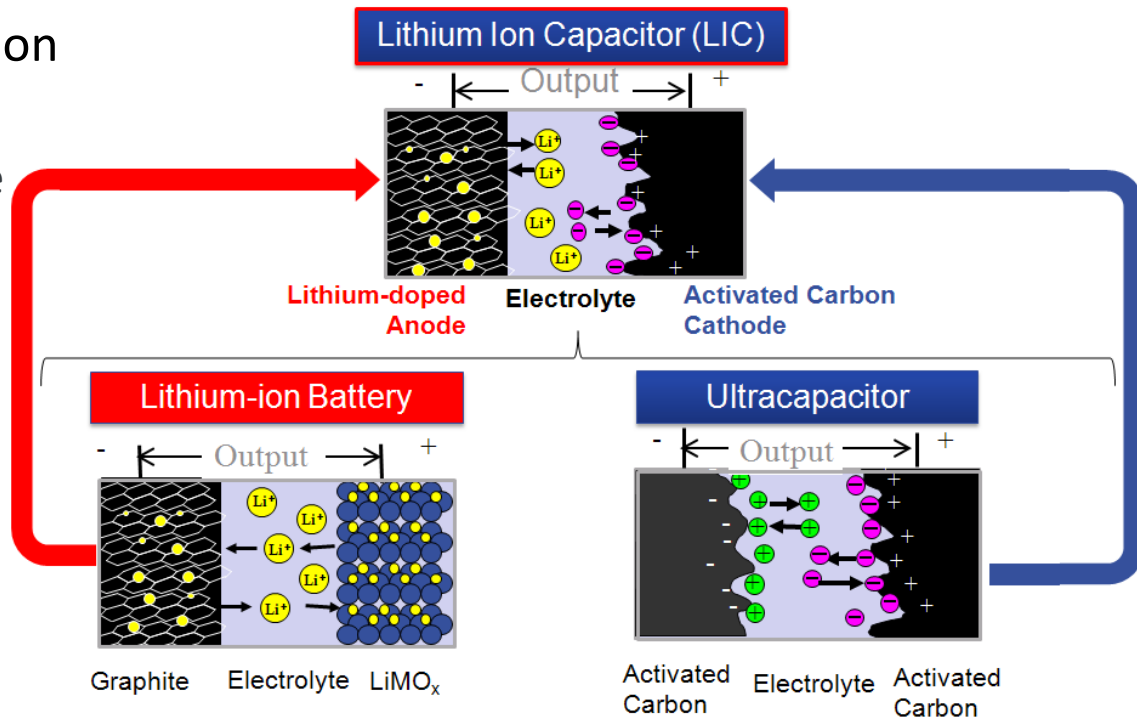 on
e
Lithium Ion Capacitor (LIC)
- Output +
Li+
Li+
Li+
Li+
Lithium-doped
Anode
Electrolyte
Activated Carbon
Cathode
Lithium-ion Battery
- Output +
Li+
Li+
Li+
Li+
Li+
Graphite
Electrolyte
LiMOx
Ultracapacitor
- Output +
Activated
Carbon
Electrolyte
Activated
Carbon